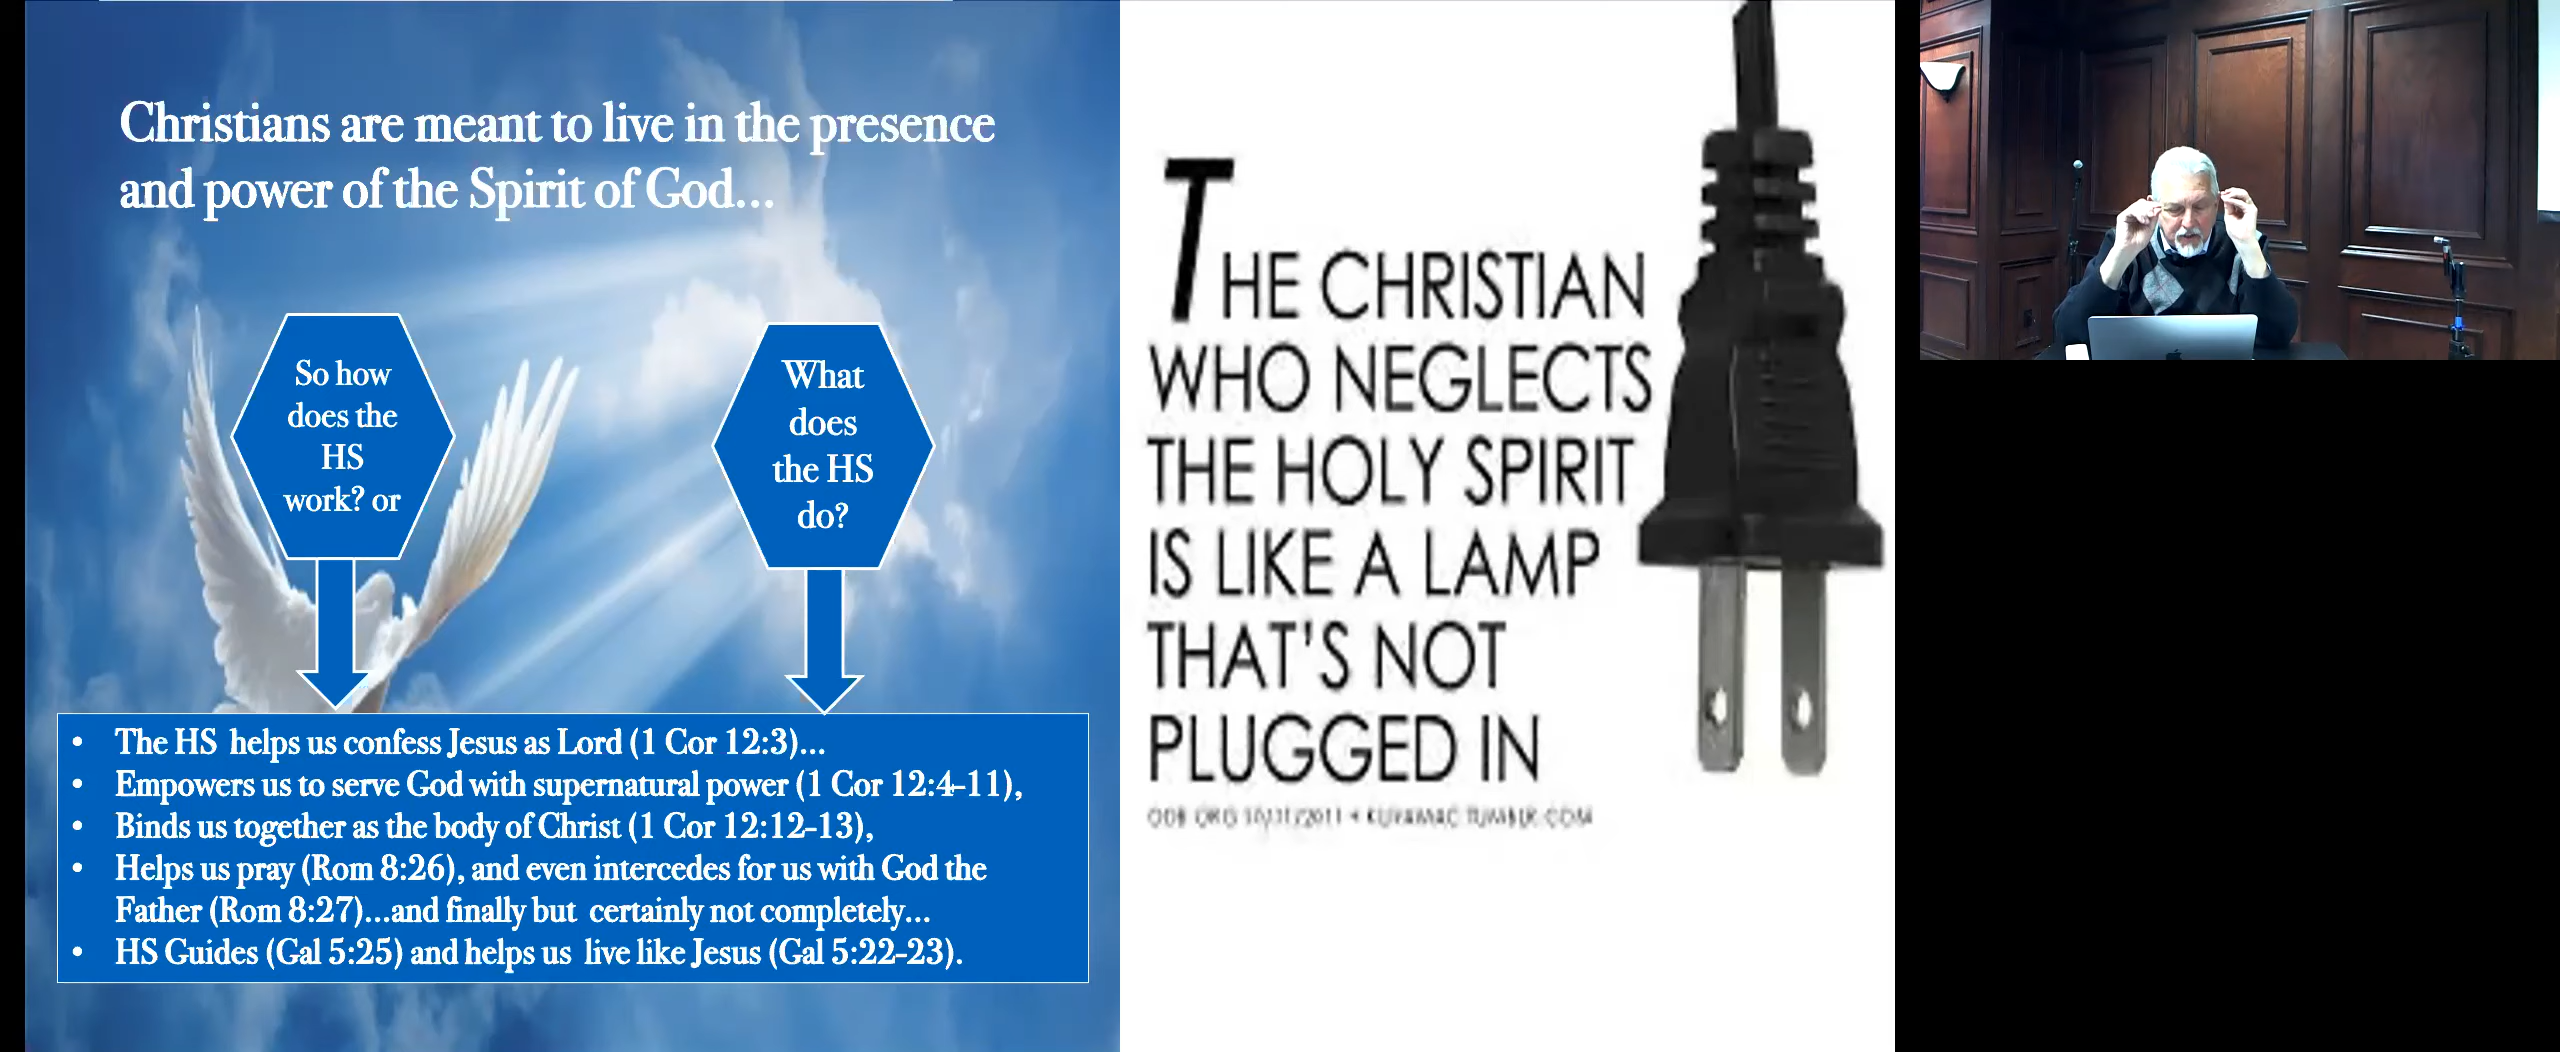 Christians are meant to live in the presence
and power of the Spirit of God...
So how
does the
HS
work? or
What
does
the HS
do?
• The HS helps us confess Jesus as Lord (1 Cor 12:3)...
• Empowers us to serve God with supernatural power (1 Cor 12:4-11),
• Binds us together as the body of Christ (1 Cor 12:12-13),
• Helps us pray (Rom 8:26), and even intercedes for us with God the
Father (Rom 8:27)...and finally but certainly not completely...
• HS Guides (Gal 5:25) and helps us live like Jesus (Gal 5:22-23).
THE CHRISTIAN
WHO NEGLECTS
THE HOLY SPIRIT
IS LIKE A LAMP
THAT'S NOT
PLUGGED IN